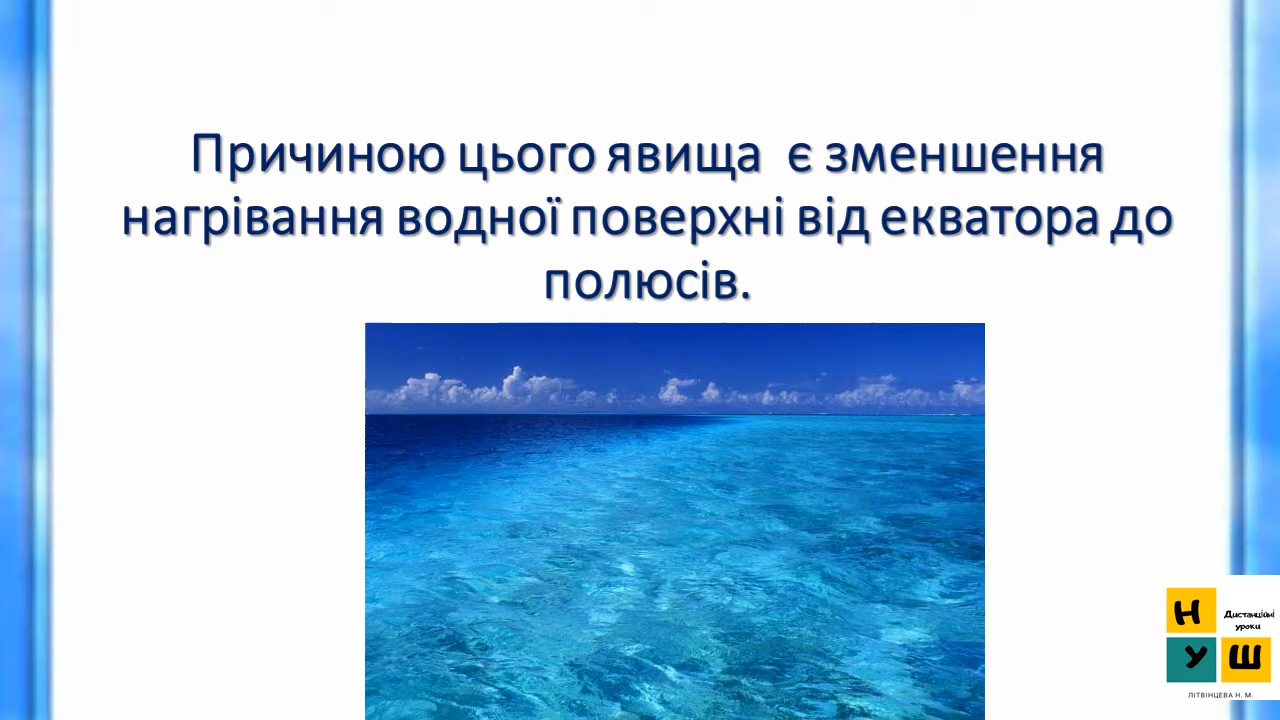 Причиною цього явища є зменшення
нагрівання водної поверхні від екватора до
полюсів.
Н
Дистанційні
уроки
У Ш
ЛІТВІНЦЕВА Н. М.